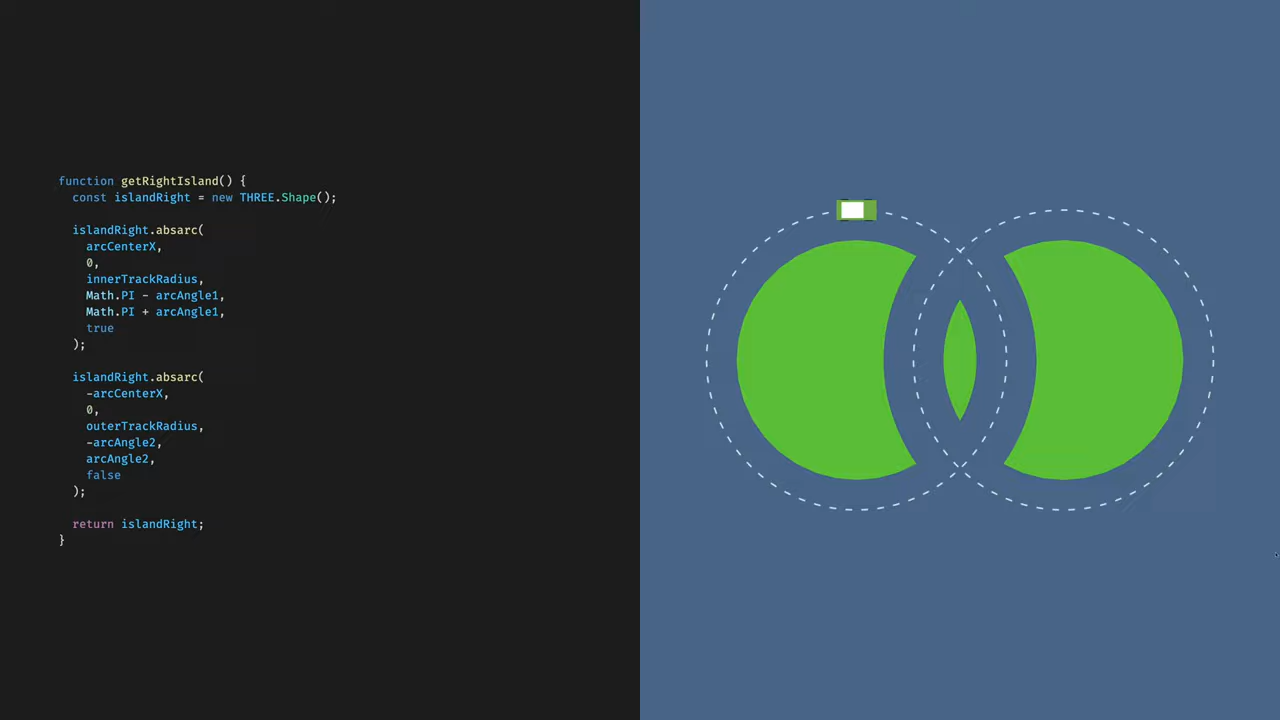 function getRightIsland() {
  const islandRight = new THREE.Shape();

  islandRight.absarc(
    arcCenterX,
    0,
    innerTrackRadius,
    Math.PI - arcAngle1,
    Math.PI + arcAngle1,
    true
  );

  islandRight.absarc(
    -arcCenterX,
    0,
    outerTrackRadius,
    -arcAngle2,
    arcAngle2,
    false
  );

  return islandRight;
}